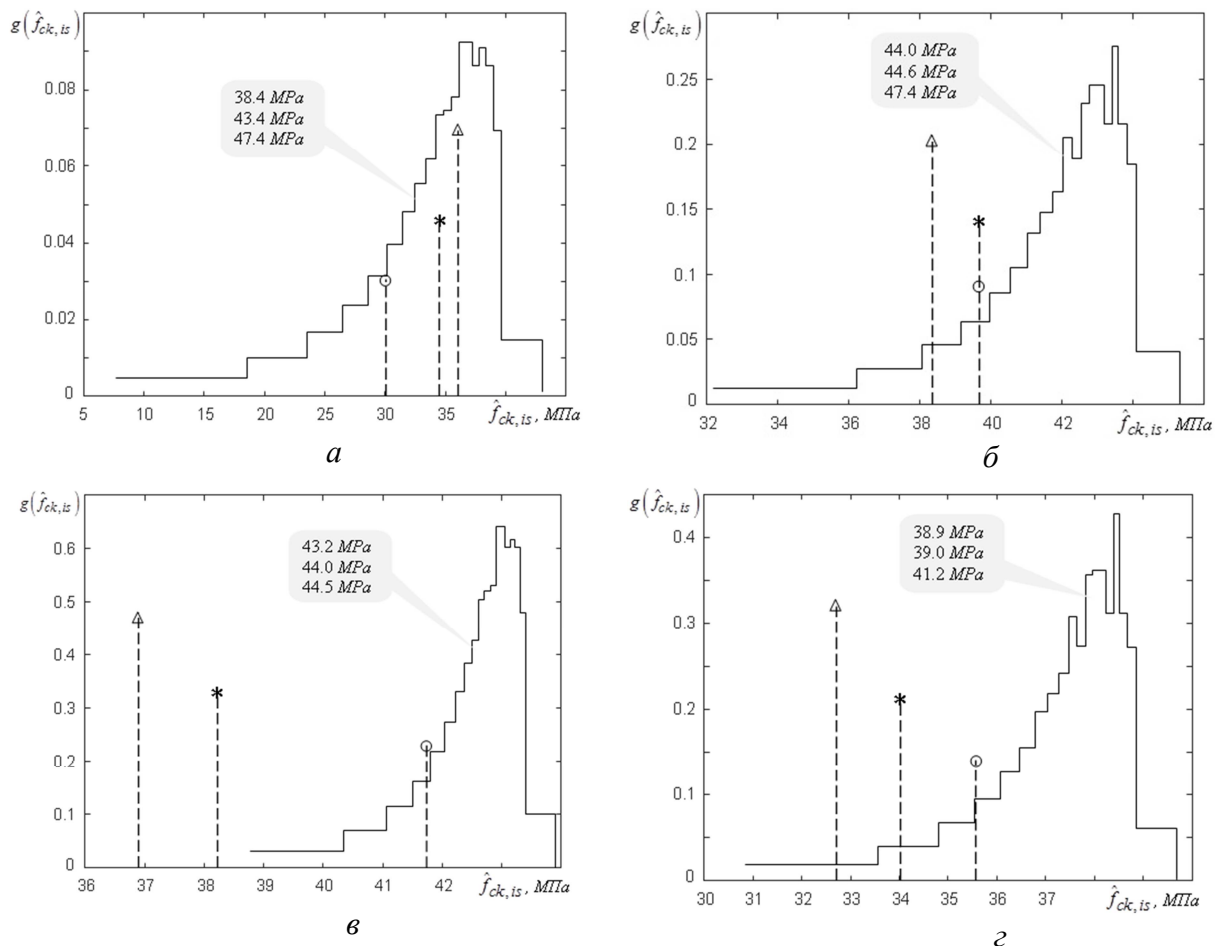 g(f̂ck,is)
0.08
0.06
0.04
0.02
0
38.4 MPa
43.4 MPa
47.4 MPa
5 10 15 20 25 30 35 f̂ck,is, МПа
а
g(f̂ck,is)
0.25
0.2
0.15
0.1
0.05
0
44.0 MPa
44.6 MPa
47.4 MPa
32 34 36 38 40 42 f̂ck,is, МПа
б
g(f̂ck,is)
0.6
0.5
0.4
0.3
0.2
0.1
0
43.2 MPa
44.0 MPa
44.5 MPa
36 37 38 39 40 41 42 f̂ck,is, МПа
в
g(f̂ck,is)
0.4
0.3
0.2
0.1
0
38.9 MPa
39.0 MPa
41.2 MPa
30 31 32 33 34 35 36 37 f̂ck,is, МПа
г